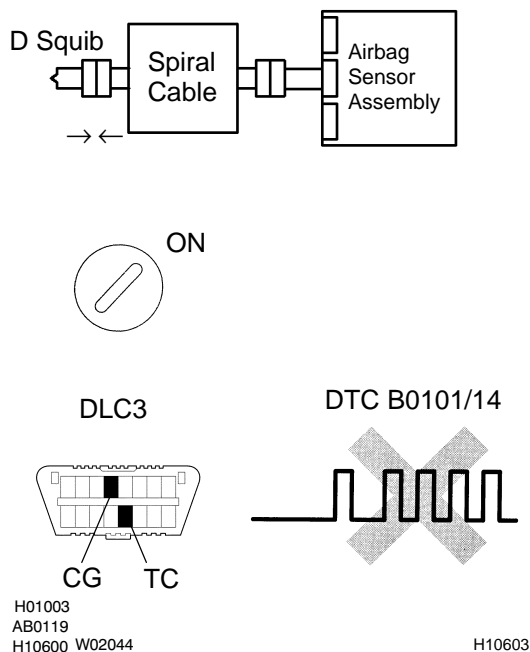 D Squib
Spiral
Cable
Airbag
Sensor
Assembly
ON
DLC3
DTC B0101/14
CG
TC
H01003
AB0119
H10600 W02044
H10603